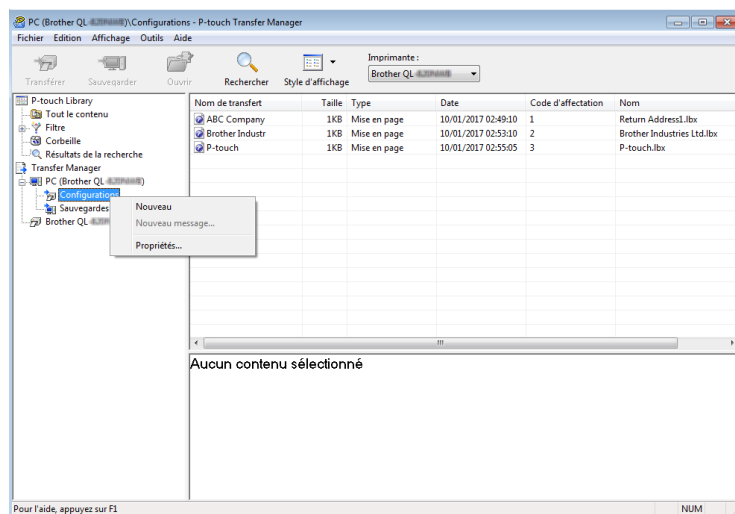 PC (Brother QL-)\Configurations - P-touch Transfer Manager
Fichier Edition Affichage Outils Aide
Transférer Sauvegarder Ouvrir Rechercher Style d'affichage
Imprimante :
Brother QL
P-touch Library
Tout le contenu
Filtre
Corbeille
Résultats de la recherche
Transfer Manager
PC (Brother QL-)
Configurations
Sauvegardes
Brother QL
Nouveau
Nouveau message...
Propriétés...
Nom de transfert Taille Type Date Code d'affectation Nom
ABC Company 1KB Mise en page 10/01/2017 02:49:10 1 Return Address1.lbx
Brother Industr 1KB Mise en page 10/01/2017 02:53:10 2 Brother Industries Ltd.lbx
P-touch 1KB Mise en page 10/01/2017 02:55:05 3 P-touch.lbx
Aucun contenu sélectionné
Pour l'aide, appuyez sur F1
NUM